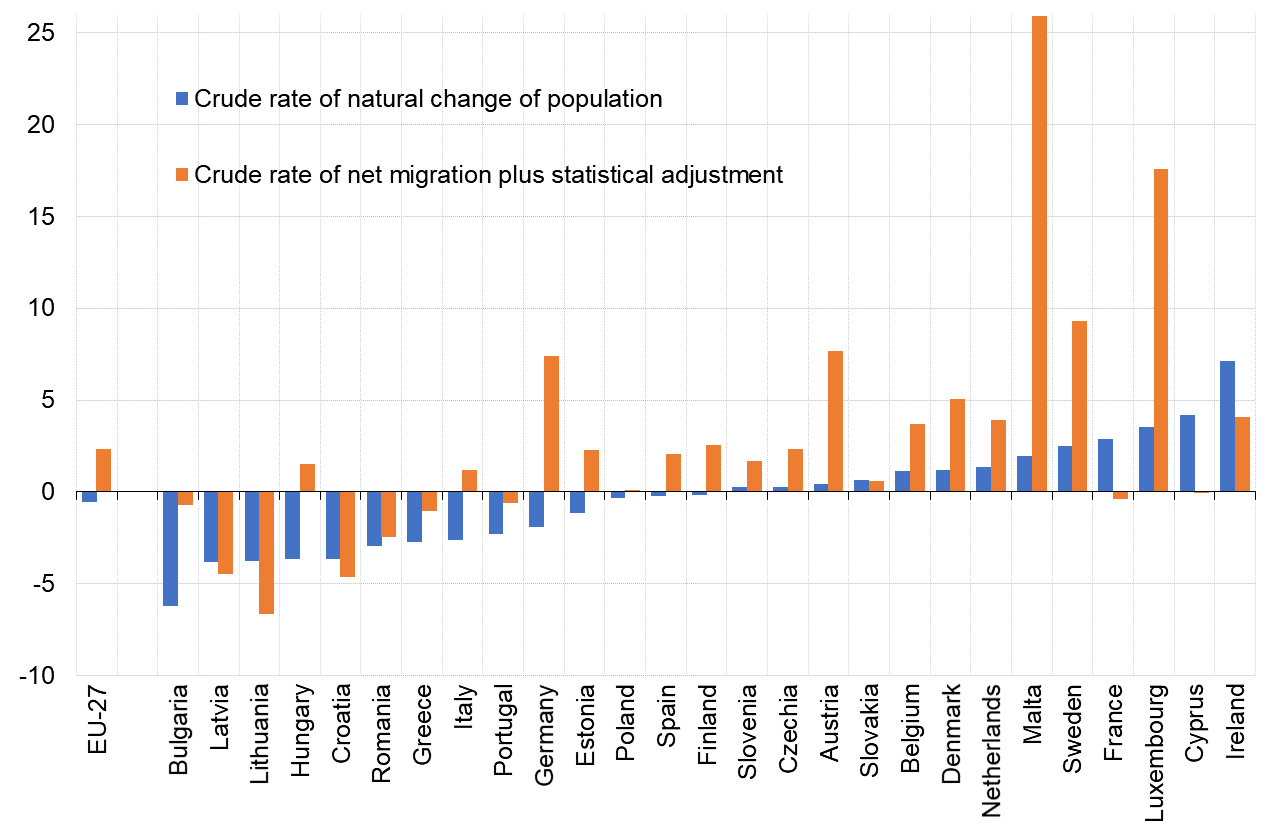 25
Crude rate of natural change of population
20
Crude rate of net migration plus statistical adjustment
15
10
5
0
-5
-10
EU-27
Bulgaria
Latvia
Lithuania
Hungary
Croatia
Romania
Greece
Italy
Portugal
Germany
Estonia
Poland
Spain
Finland
Slovenia
Czechia
Austria
Slovakia
Belgium
Denmark
Netherlands
Malta
Sweden
France
Luxembourg
Cyprus
Ireland